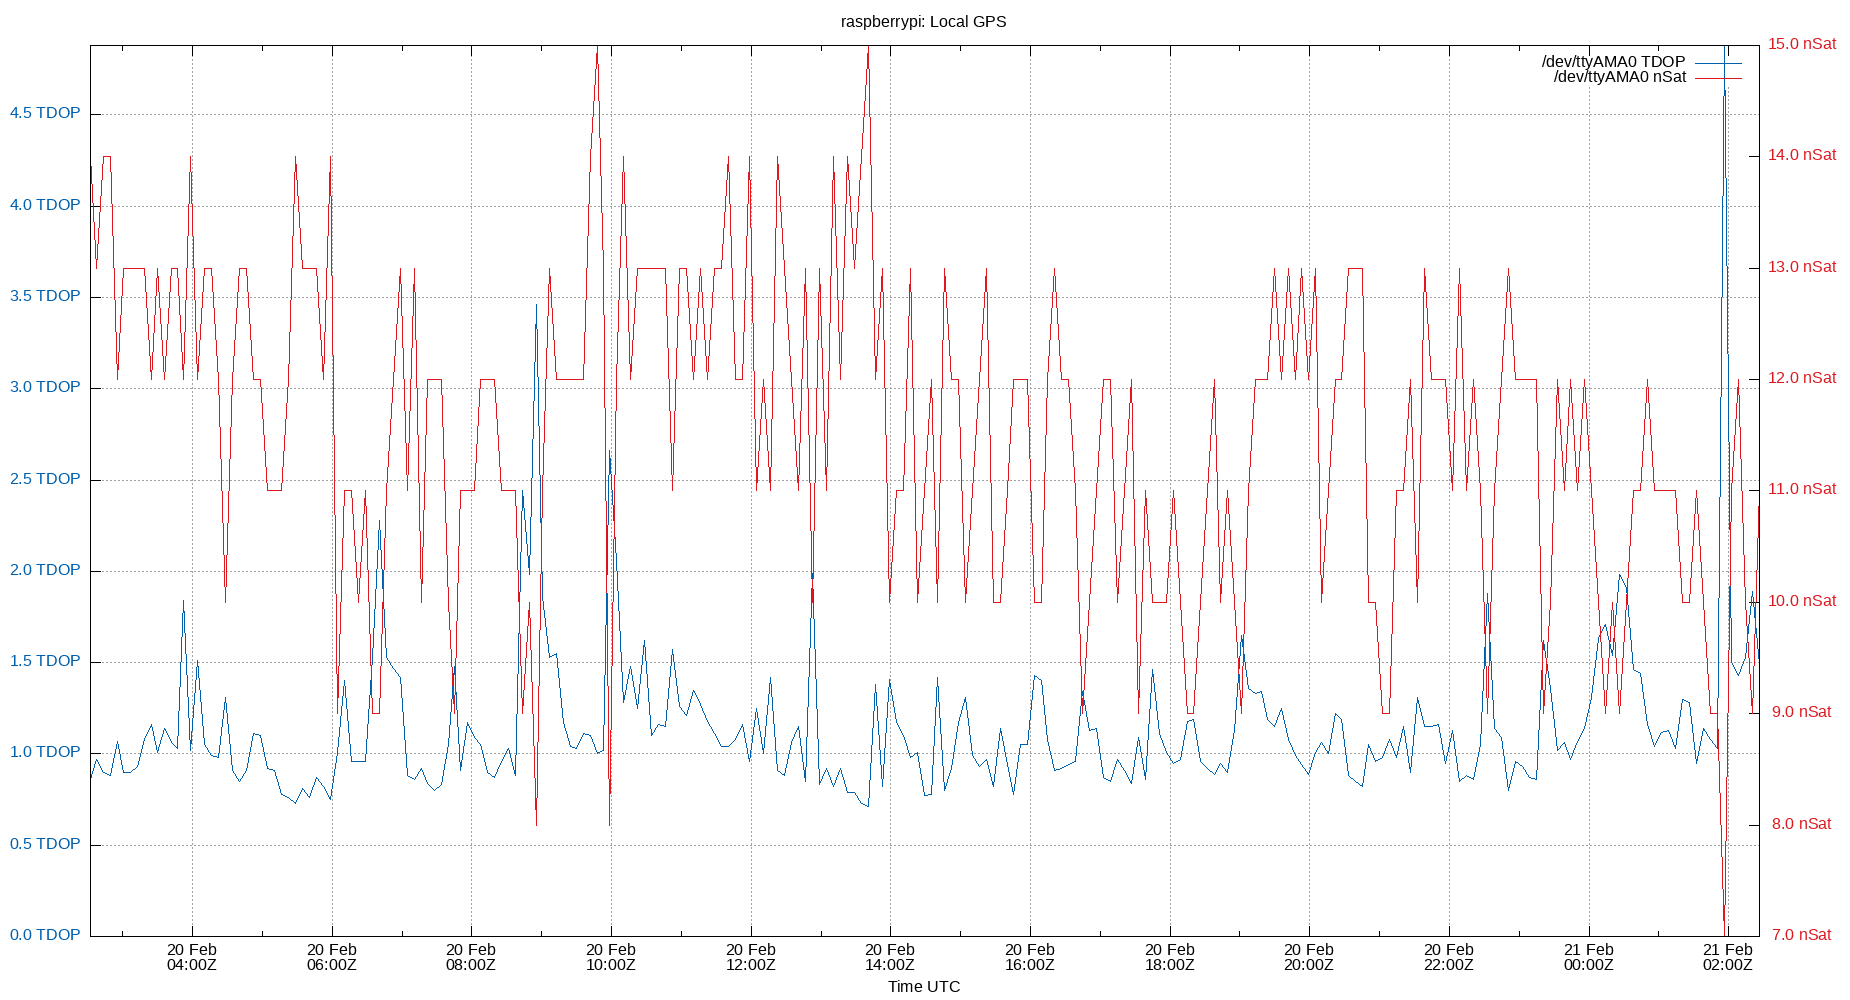 raspberrypi: Local GPS
/dev/ttyAMA0 TDOP
/dev/ttyAMA0 nSat
4.5 TDOP
4.0 TDOP
3.5 TDOP
3.0 TDOP
2.5 TDOP
2.0 TDOP
1.5 TDOP
1.0 TDOP
0.5 TDOP
0.0 TDOP
15.0 nSat
14.0 nSat
13.0 nSat
12.0 nSat
11.0 nSat
10.0 nSat
9.0 nSat
8.0 nSat
7.0 nSat
20 Feb
04:00Z
20 Feb
06:00Z
20 Feb
08:00Z
20 Feb
10:00Z
20 Feb
12:00Z
20 Feb
14:00Z
20 Feb
16:00Z
20 Feb
18:00Z
20 Feb
20:00Z
20 Feb
22:00Z
21 Feb
00:00Z
21 Feb
02:00Z
Time UTC